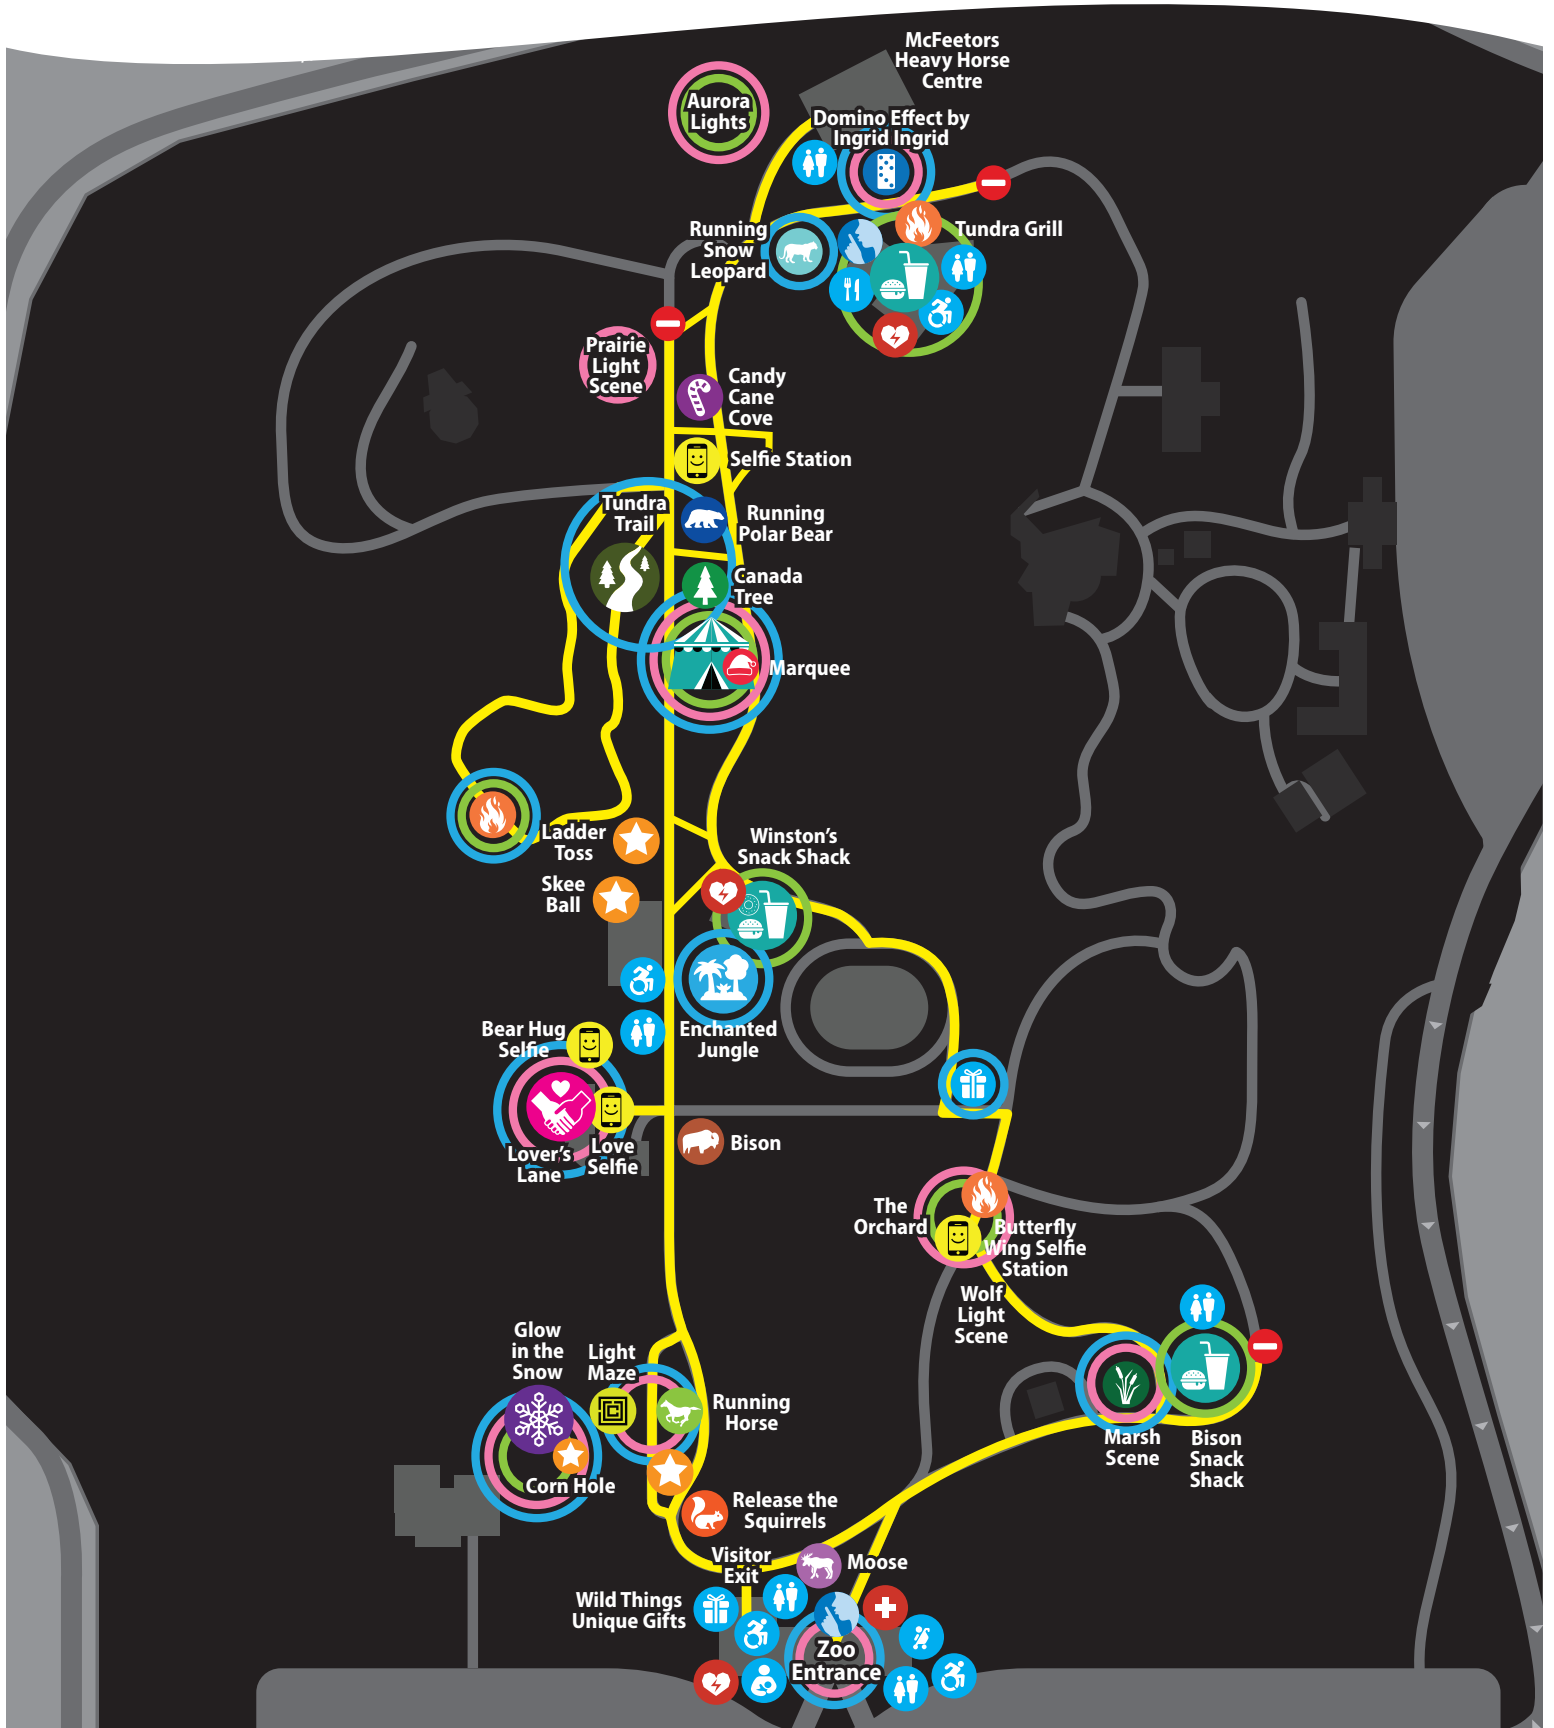 McFeetors
Heavy Horse
Centre
Aurora
Lights
Domino Effect by
Ingrid Ingrid
Running
Snow
Leopard
Tundra Grill
Prairie
Light
Scene
Candy
Cane
Cove
Selfie Station
Tundra
Trail
Running
Polar Bear
Canada
Tree
Marquee
Ladder
Toss
Winston's
Snack Shack
Skee
Ball
Bear Hug
Selfie
Enchanted
Jungle
Lover's
Lane
Love
Selfie
Bison
The
Orchard
Butterfly
Wing Selfie
Station
Wolf
Light
Scene
Glow
in the
Snow
Light
Maze
Running
Horse
Marsh
Scene
Bison
Snack
Shack
Corn Hole
Release the
Squirrels
Visitor
Exit
Moose
Wild Things
Unique Gifts
Zoo
Entrance